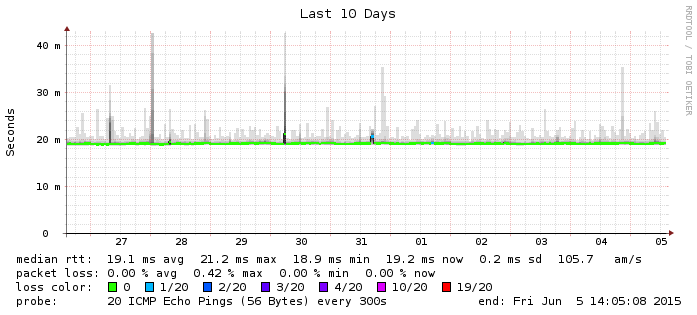 Last 10 Days
RRDTOOL / TOBI OETIKER
Seconds
40 m
30 m
20 m
10 m
0
27 28 29 30 31 01 02 03 04 05
median rtt: 19.1 ms avg 21.2 ms max 18.9 ms min 19.2 ms now 0.2 ms sd 105.7 am/s
packet loss: 0.00 % avg 0.42 % max 0.00 % min 0.00 % now
loss color: 0 1/20 2/20 3/20 4/20 10/20 19/20
probe: 20 ICMP Echo Pings (56 Bytes) every 300s end: Fri Jun 5 14:05:08 2015